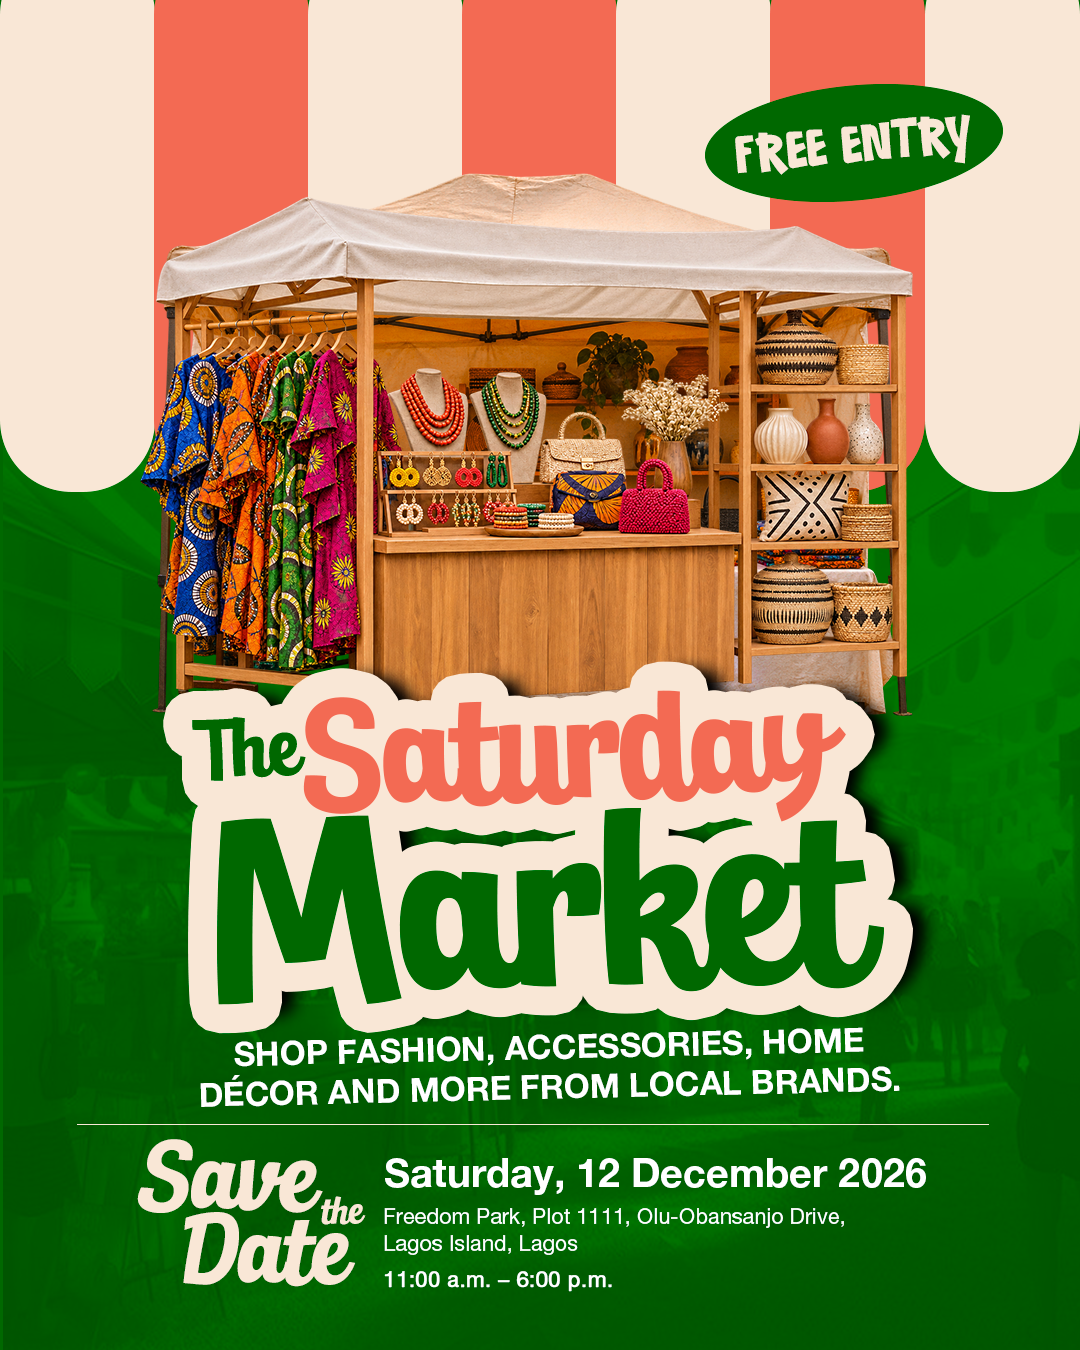 FREE ENTRY
The Saturday
Market
SHOP FASHION, ACCESSORIES, HOME
DÉCOR AND MORE FROM LOCAL BRANDS.
Save the
Date
Saturday, 12 December 2026
Freedom Park, Plot 1111, Olu-Obansanjo Drive,
Lagos Island, Lagos
11:00 a.m. – 6:00 p.m.